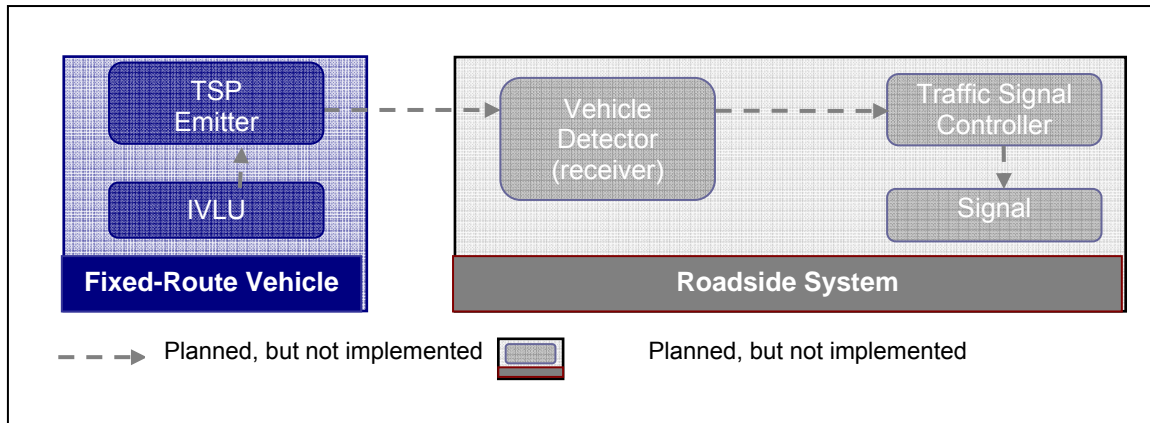 TSP
Emitter
IVLU
Fixed-Route Vehicle
Vehicle
Detector
(receiver)
Traffic Signal
Controller
Signal
Roadside System
Planned, but not implemented
Planned, but not implemented